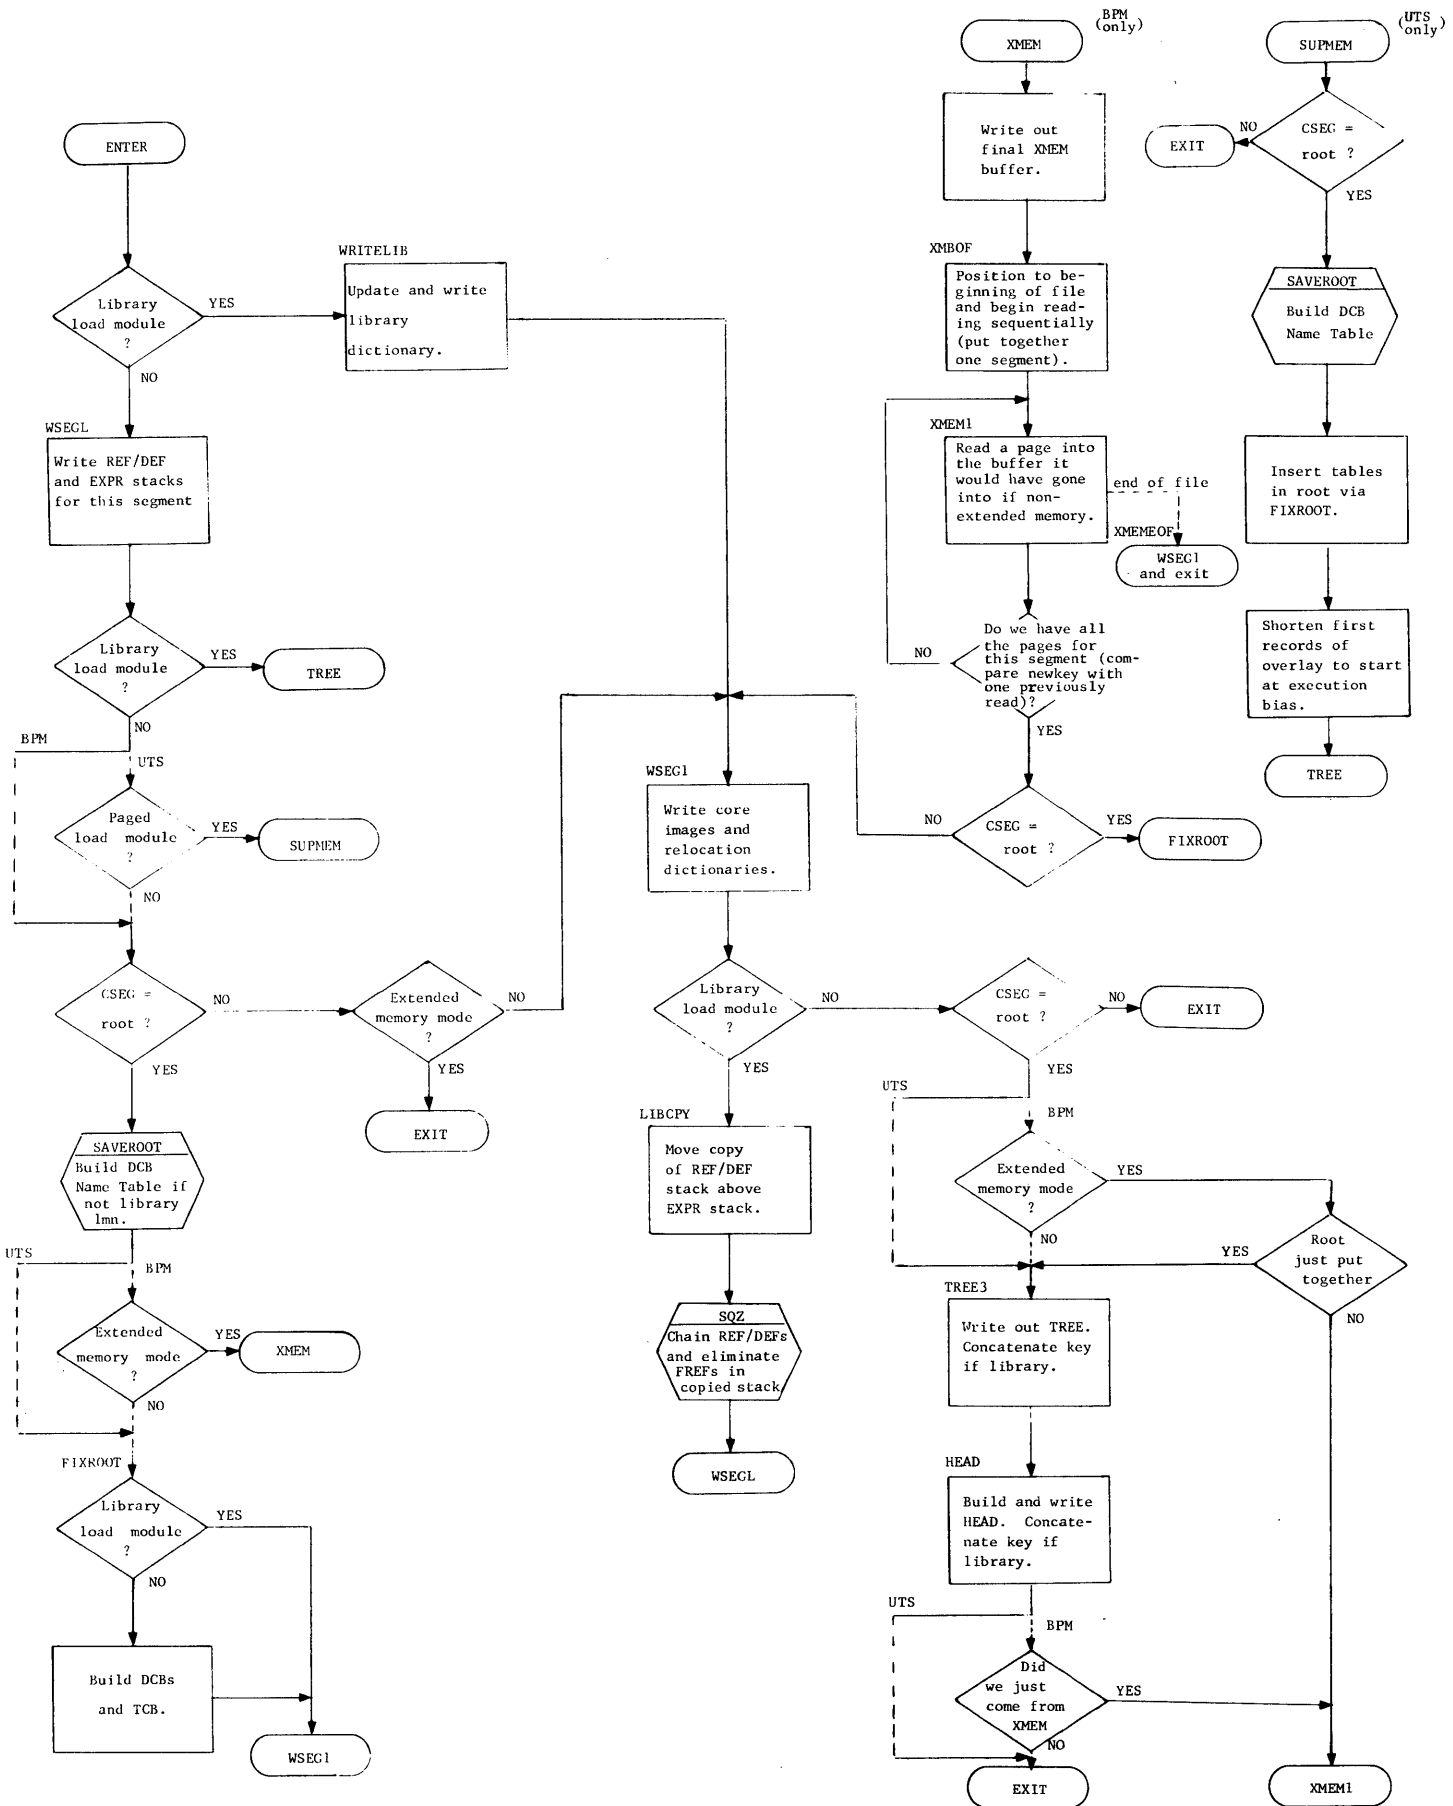 ENTER
Library
load module
?
YES
NO
WRITELIB
Update and write
library
dictionary.
WSEGL
Write REF/DEF
and EXPR stacks
for this segment
Library
load module
?
YES
TREE
NO
BPM
UTS
Paged
load module
?
YES
SUPMEM
NO
CSEG =
root ?
NO
YES
Extended
memory mode
?
NO
YES
EXIT
SAVEROOT
Build DCB
Name Table if
not library
lmn.
UTS
BPM
Extended
memory mode
?
YES
XMEM
NO
FIXROOT
Library
load module
?
YES
NO
Build DCBs
and TCB.
WSEG1
WSEG1
Write core
images and
relocation
dictionaries.
Library
load module
?
NO
YES
LIBCPY
Move copy
of REF/DEF
stack above
EXPR stack.
SQZ
Chain REF/DEFs
and eliminate
FREFs in
copied stack
WSEGL
XMEM
BPM
(only)
Write out
final XMEM
buffer.
XMBOF
Position to be-
ginning of file
and begin read-
ing sequentially
(put together
one segment).
XMEM1
Read a page into
the buffer it
would have gone
into if non-
extended memory.
end of file
XMEMEOF
WSEG1
and exit
Do we have all
the pages for
this segment (com-
pare newkey with
one previously
read)?
NO
YES
CSEG =
root ?
NO
YES
FIXROOT
CSEG =
root ?
NO
EXIT
YES
UTS
BPM
Extended
memory mode
?
YES
NO
Root
just put
together
YES
NO
TREE3
Write out TREE.
Concatenate key
if library.
HEAD
Build and write
HEAD. Concate-
nate key if
library.
UTS
BPM
Did
we just
come from
XMEM
YES
NO
EXIT
XMEM1
SUPMEM
(UTS
only)
CSEG =
root ?
NO
EXIT
YES
SAVEROOT
Build DCB
Name Table
Insert tables
in root via
FIXROOT.
Shorten first
records of
overlay to start
at execution
bias.
TREE